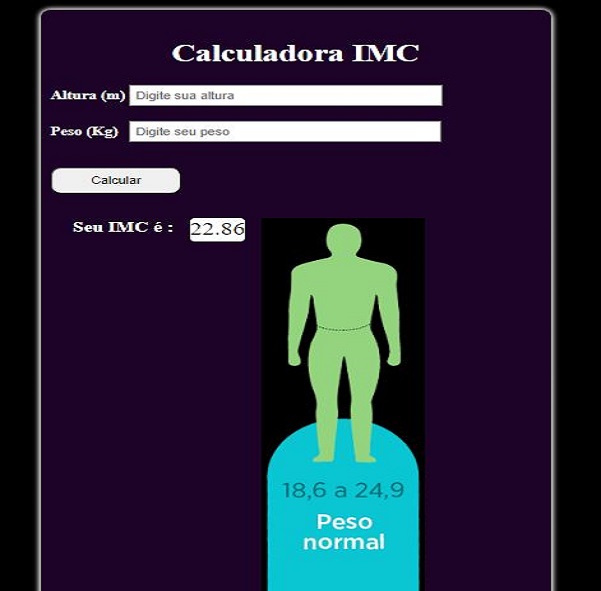 Calculadora IMC
Altura (m) Digite sua altura
Peso (Kg) Digite seu peso
Calcular
Seu IMC é : 22.86
18,6 a 24,9
Peso
normal